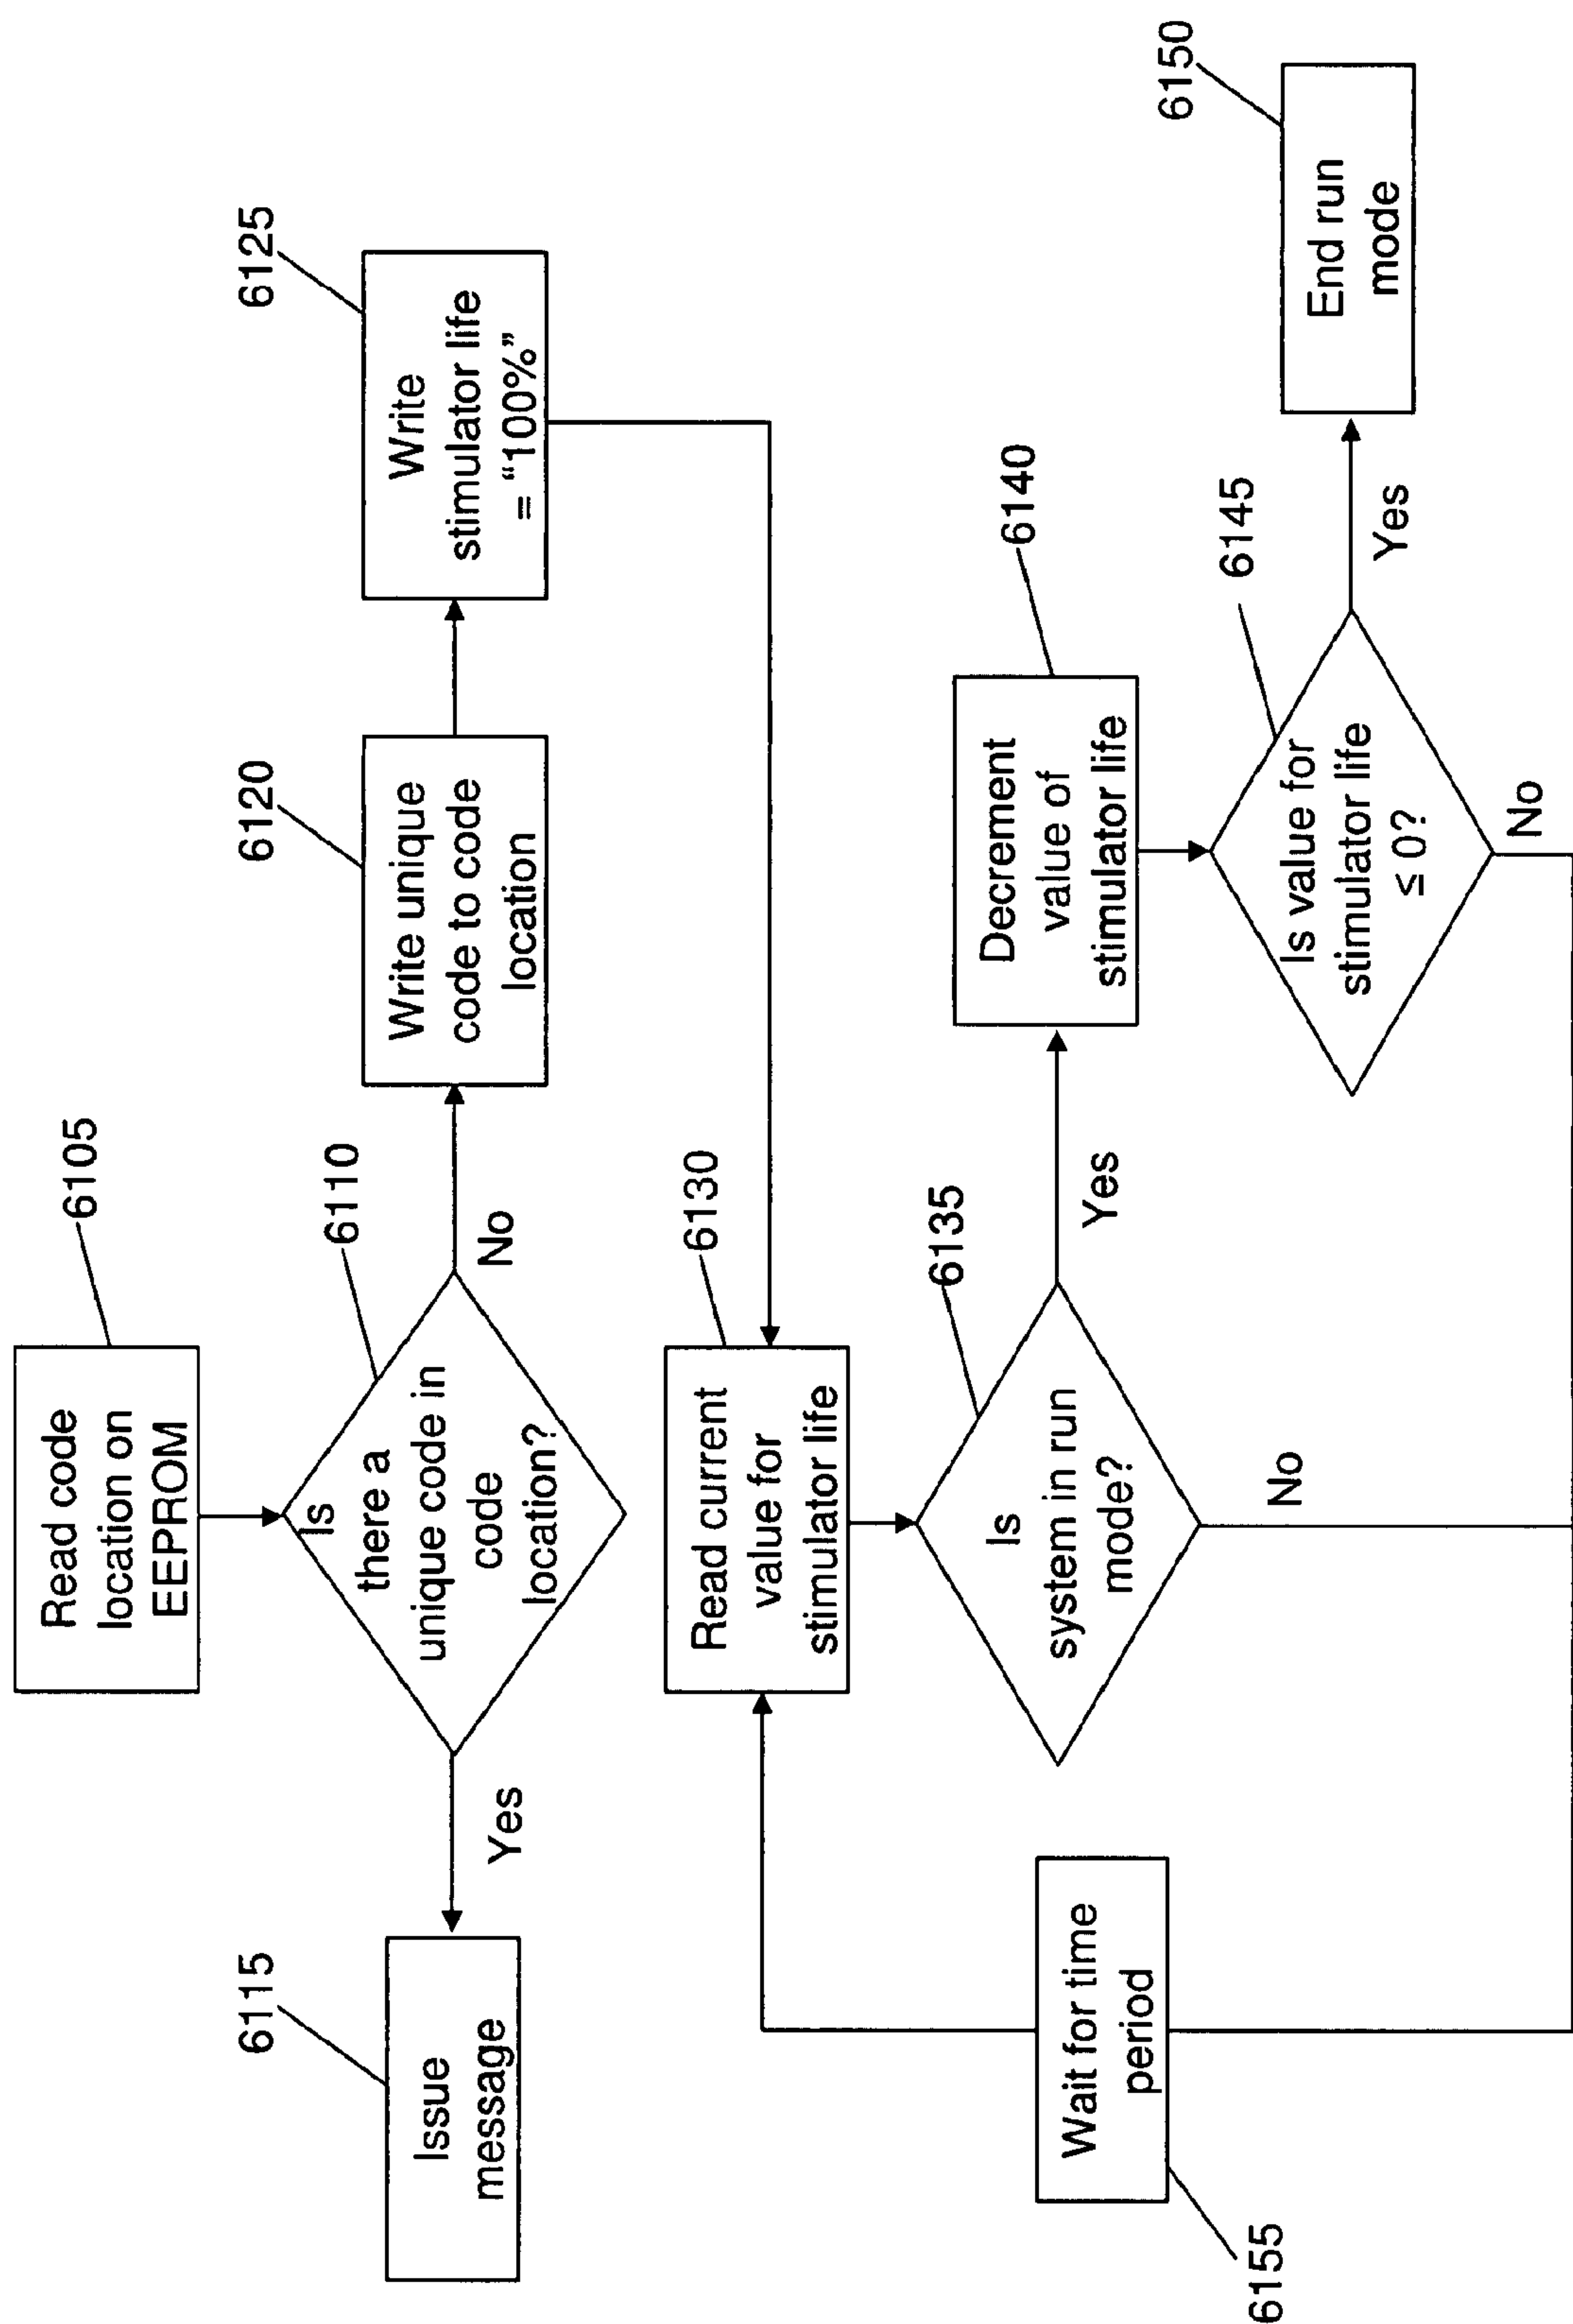 6105
Read code
location on
EEPROM
6110
Is
there a
unique code in
code
location?
Yes
No
6115
Issue
message
6120
Write unique
code to code
location
6125
Write
stimulator life
= “100%”
6130
Read current
value for
stimulator life
6135
Is
system in run
mode?
Yes
No
6140
Decrement
value of
stimulator life
6145
Is value for
stimulator life
≤ 0?
Yes
No
6150
End run
mode
Wait for time
period
6155